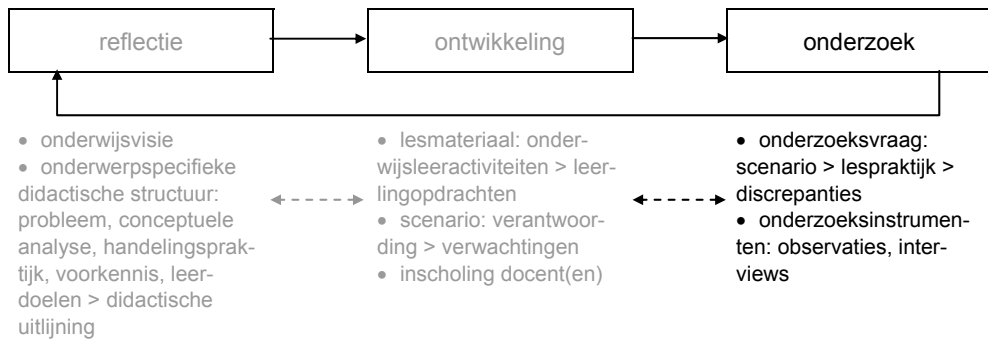 reflectie
ontwikkeling
onderzoek
• onderwijsvisie
• onderwerpspecifieke
didactische structuur:
probleem, conceptuele
analyse, handelingsprak-
tijk, voorkennis, leer-
doelen > didactische
uitlijning
• lesmateriaal: onder-
wijsleeractiviteiten > leer-
lingopdrachten
• scenario: verantwoor-
ding > verwachtingen
• inscholing docent(en)
• onderzoeksvraag:
scenario > lespraktijk >
discrepanties
• onderzoeksinstrumen-
ten: observaties, inter-
views